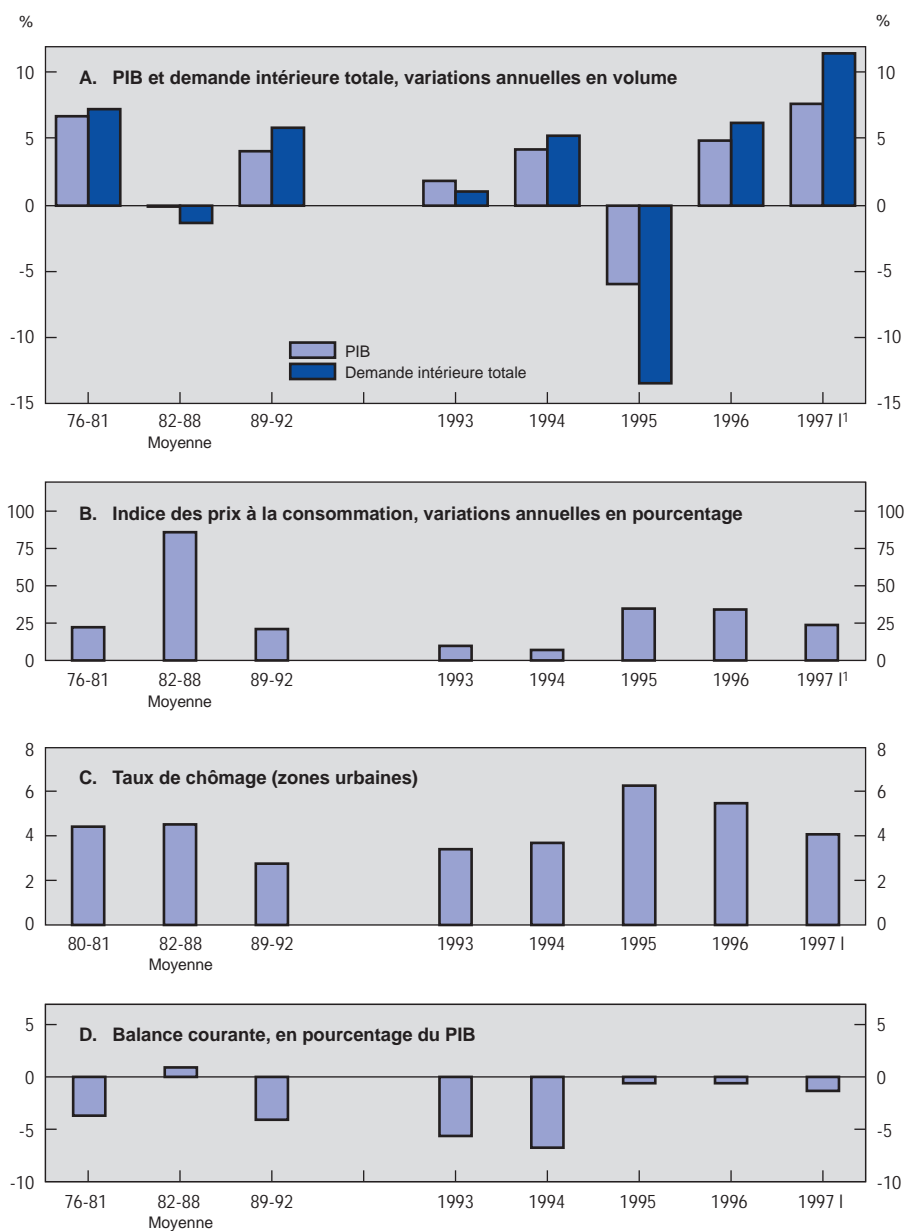 % %
A. PIB et demande intérieure totale, variations annuelles en volume
10 10
5 5
0 0
-5 -5
-10 -10
-15 -15
PIB
Demande intérieure totale
76-81 82-88 89-92 1993 1994 1995 1996 1997 I¹
Moyenne
B. Indice des prix à la consommation, variations annuelles en pourcentage
100 100
75 75
50 50
25 25
0 0
76-81 82-88 89-92 1993 1994 1995 1996 1997 I¹
Moyenne
8 8
C. Taux de chômage (zones urbaines)
6 6
4 4
2 2
0 0
80-81 82-88 89-92 1993 1994 1995 1996 1997 I
Moyenne
D. Balance courante, en pourcentage du PIB
5 5
0 0
-5 -5
-10 -10
76-81 82-88 89-92 1993 1994 1995 1996 1997 I
Moyenne